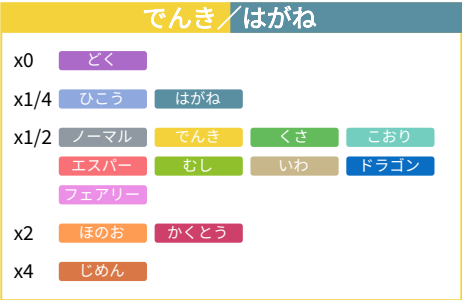 でんき／はがね
x0 どく
x1/4 ひこう はがね
x1/2 ノーマル でんき くさ こおり
エスパー むし いわ ドラゴン
フェアリー
x2 ほのお かくとう
x4 じめん